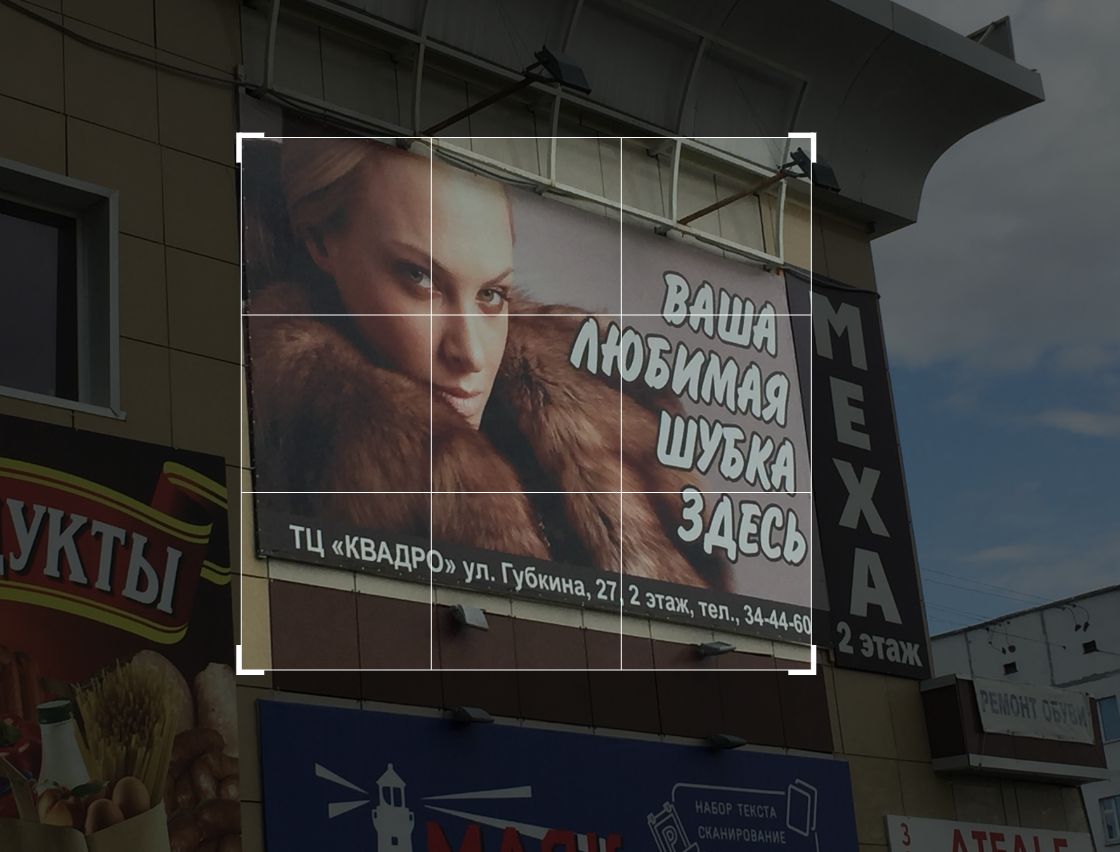 ВАША
ЛЮБИМАЯ
ШУБКА
ЗДЕСЬ
ТЦ «КВАДРО» ул. Губкина, 27, 2 этаж, тел., 34-44-60
МЕХА
2 этаж
РЕМОНТ ОБУВИ
НАБОР ТЕКСТА
СКАНИРОВАНИЕ
3
АТЕЛЬЕ